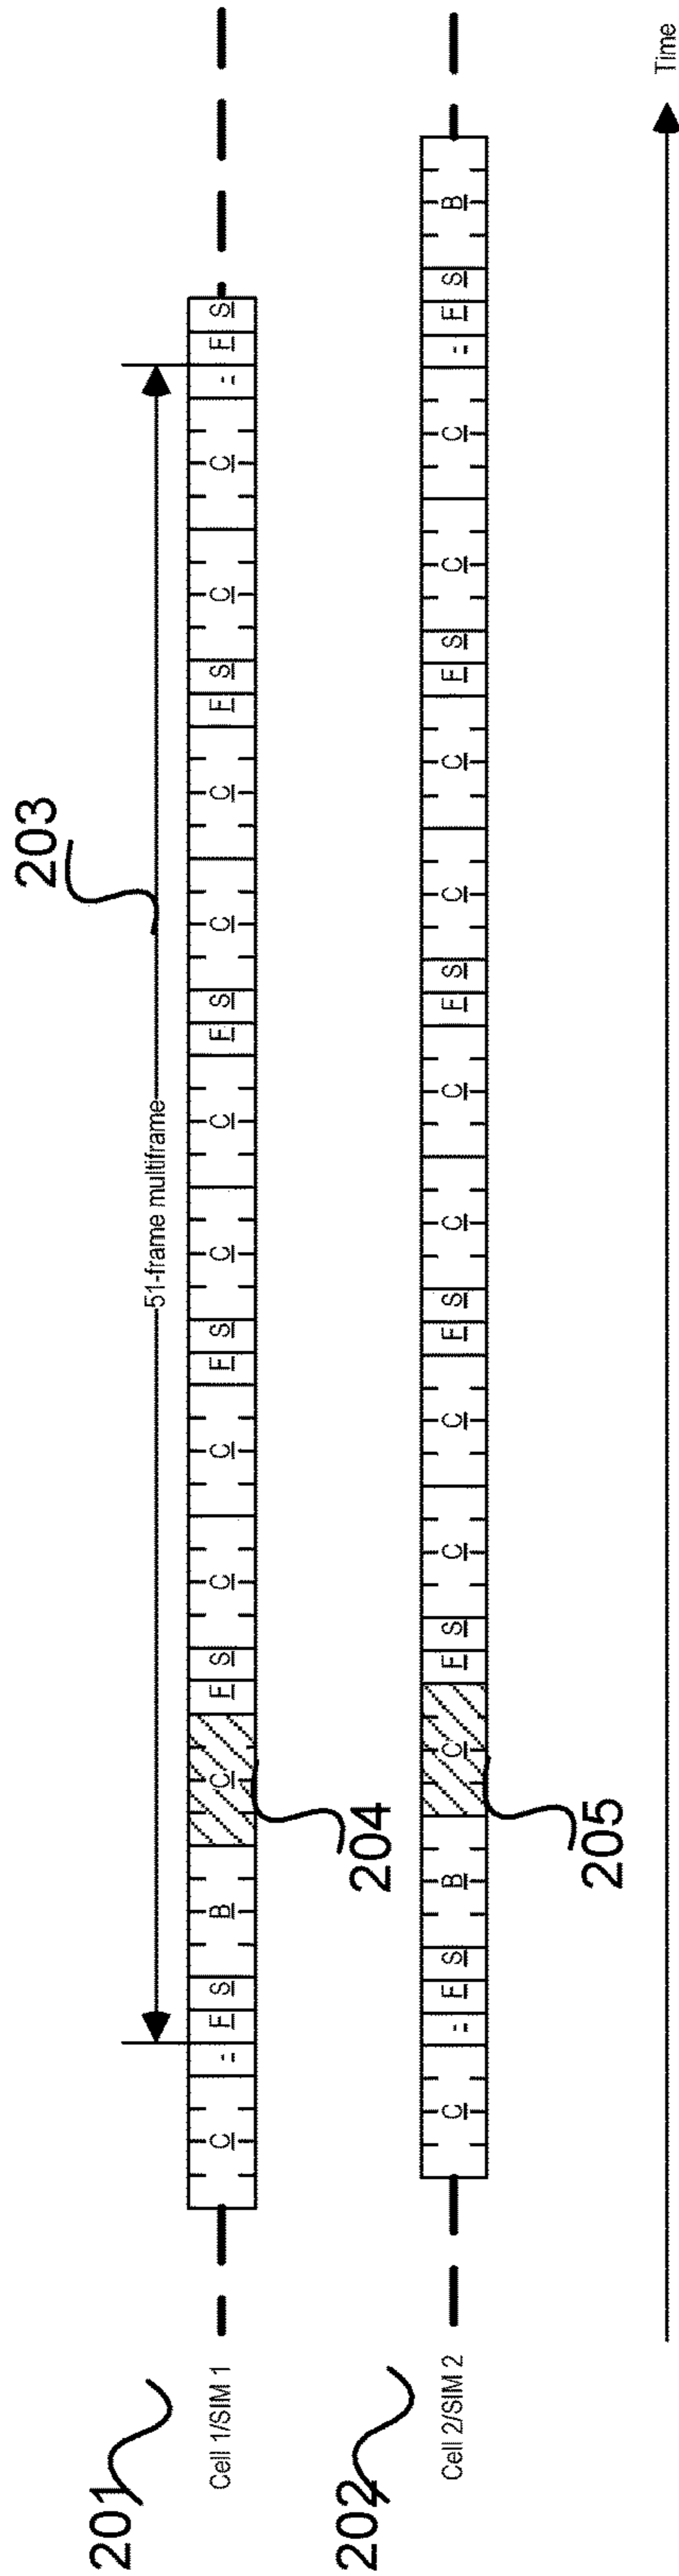 203
51-frame multiframe
201
Cell 1/SIM 1 C - F S B C F S C C F S C C F S C C F S C C - F S
204
202
Cell 2/SIM 2 C - F S B C F S C C F S C C F S C C F S C C - F S B
205
Time